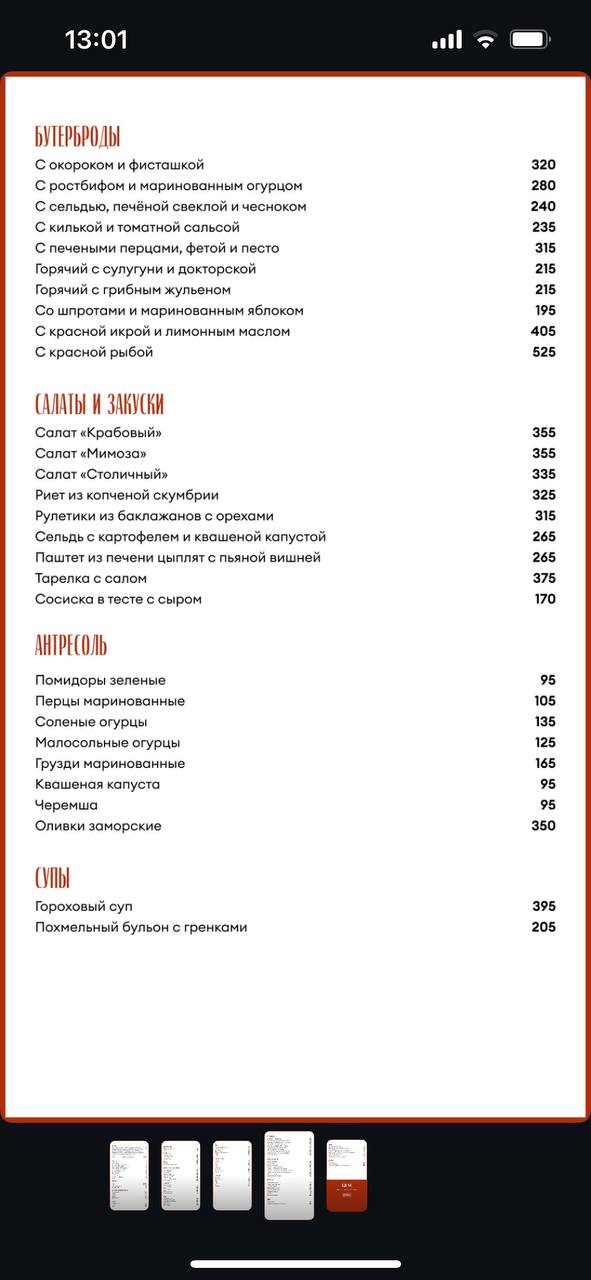 13:01
БУТЕРБРОДЫ
С окороком и фисташкой 320
С ростбифом и маринованным огурцом 280
С сельдью, печёной свеклой и чесноком 240
С килькой и томатной сальсой 235
С печеными перцами, фетой и песто 315
Горячий с сулугуни и докторской 215
Горячий с грибным жульеном 215
Со шпротами и маринованным яблоком 195
С красной икрой и лимонным маслом 405
С красной рыбой 525
САЛАТЫ И ЗАКУСКИ
Салат «Крабовый» 355
Салат «Мимоза» 355
Салат «Столичный» 335
Риет из копченой скумбрии 325
Рулетики из баклажанов с орехами 315
Сельдь с картофелем и квашеной капустой 265
Паштет из печени цыплят с пьяной вишней 265
Тарелка с салом 375
Сосиска в тесте с сыром 170
АНТРЕСОЛЬ
Помидоры зеленые 95
Перцы маринованные 105
Соленые огурцы 135
Малосольные огурцы 125
Грузди маринованные 165
Квашеная капуста 95
Черемша 95
Оливки заморские 350
СУПЫ
Гороховый суп 395
Похмельный бульон с гренками 205